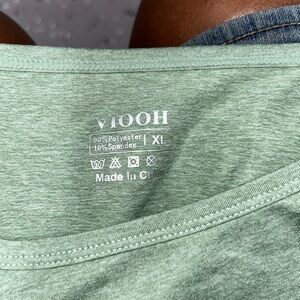 VIOOH
90%Polyester
10%Spandex
XL
Made in